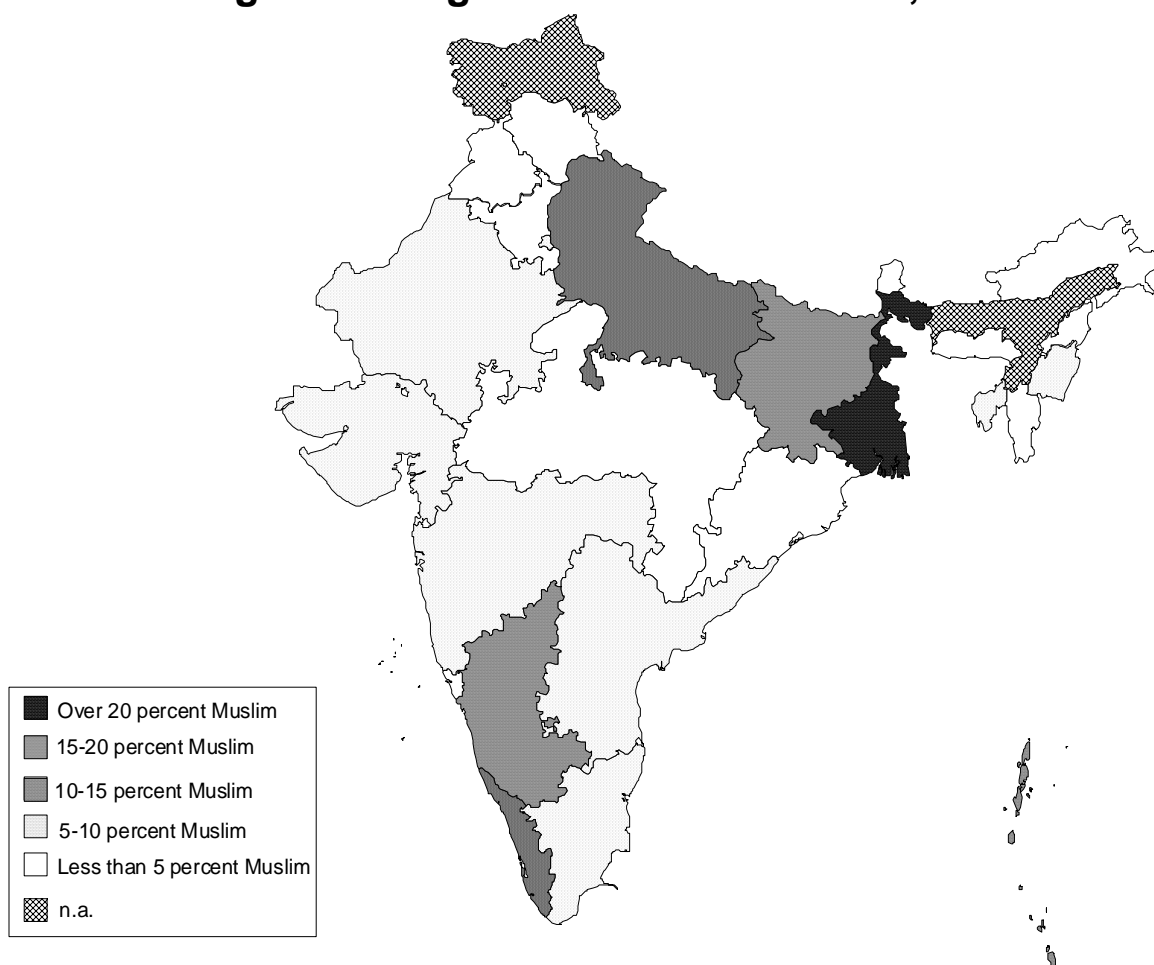 Over 20 percent Muslim
15-20 percent Muslim
10-15 percent Muslim
5-10 percent Muslim
Less than 5 percent Muslim
n.a.